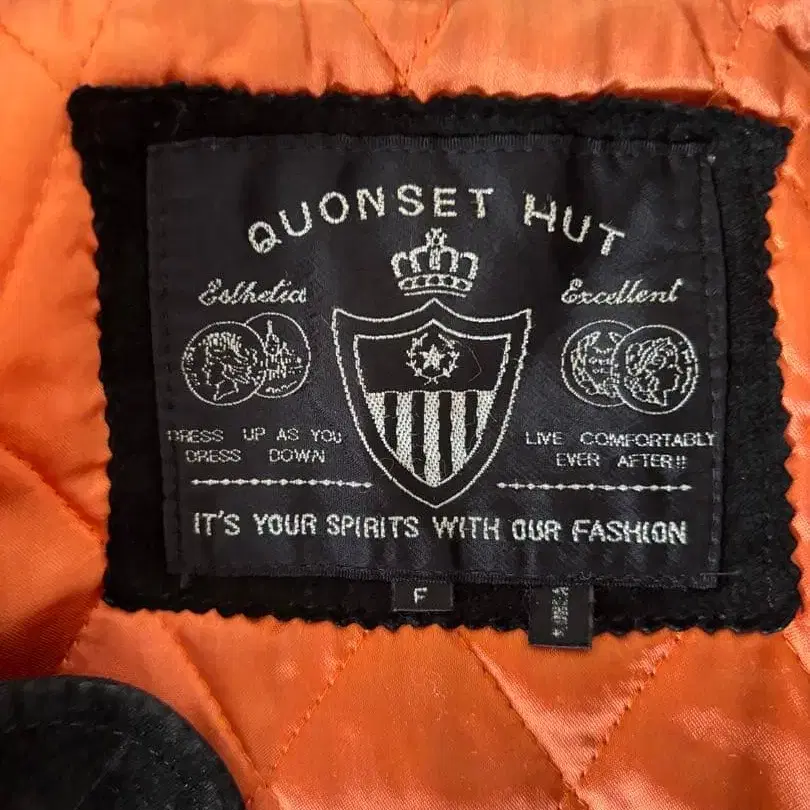 QUONSET HUT
Esthetic Excellent
DRESS UP AS YOU
DRESS DOWN
LIVE COMFORTABLY
EVER AFTER!!
IT'S YOUR SPIRITS WITH OUR FASHION
F